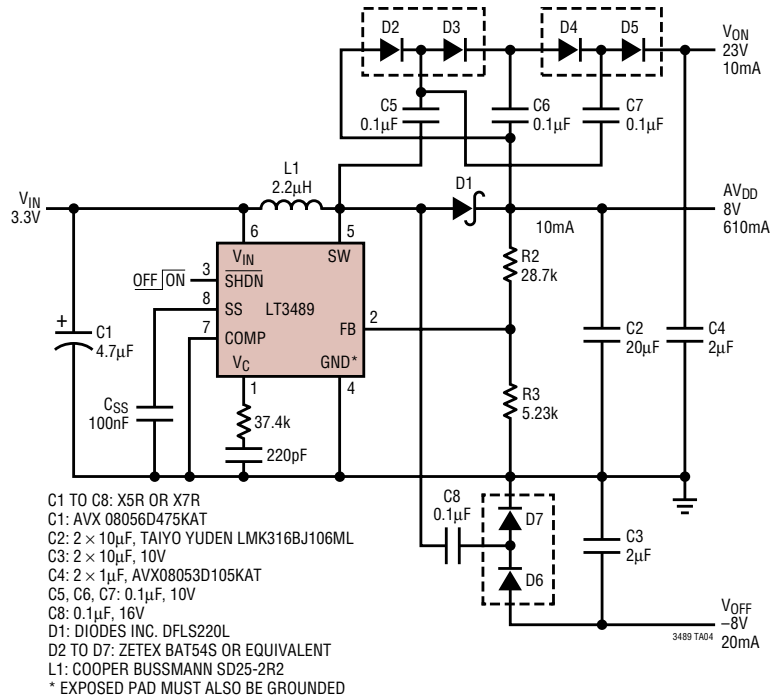 D2
D3
D4
D5
VON
23V
10mA
C5
0.1µF
C6
0.1µF
C7
0.1µF
L1
2.2µH
D1
VIN
3.3V
AVDD
8V
610mA
10mA
6
5
VIN
SW
3
SHDN
OFF ON
8
SS
LT3489
7
COMP
FB
2
VC
GND*
1
4
R2
28.7k
R3
5.23k
C1
4.7µF
+
CSS
100nF
37.4k
220pF
C2
20µF
C4
2µF
C8
0.1µF
D7
D6
C3
2µF
VOFF
–8V
20mA
3489 TA04
C1 TO C8: X5R OR X7R
C1: AVX 08056D475KAT
C2: 2 × 10µF, TAIYO YUDEN LMK316BJ106ML
C3: 2 × 10µF, 10V
C4: 2 × 1µF, AVX08053D105KAT
C5, C6, C7: 0.1µF, 10V
C8: 0.1µF, 16V
D1: DIODES INC. DFLS220L
D2 TO D7: ZETEX BAT54S OR EQUIVALENT
L1: COOPER BUSSMANN SD25-2R2
* EXPOSED PAD MUST ALSO BE GROUNDED